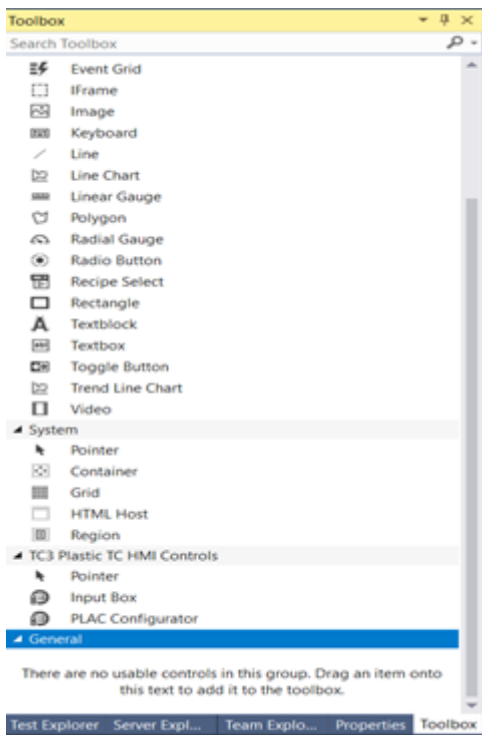 Toolbox
Search Toolbox
Event Grid
IFrame
Image
Keyboard
Line
Line Chart
Linear Gauge
Polygon
Radial Gauge
Radio Button
Recipe Select
Rectangle
Textblock
Textbox
Toggle Button
Trend Line Chart
Video
System
Pointer
Container
Grid
HTML Host
Region
TC3 Plastic TC HMI Controls
Pointer
Input Box
PLAC Configurator
General
There are no usable controls in this group. Drag an item onto
this text to add it to the toolbox.
Test Explorer Server Expl... Team Explo... Properties Toolbox